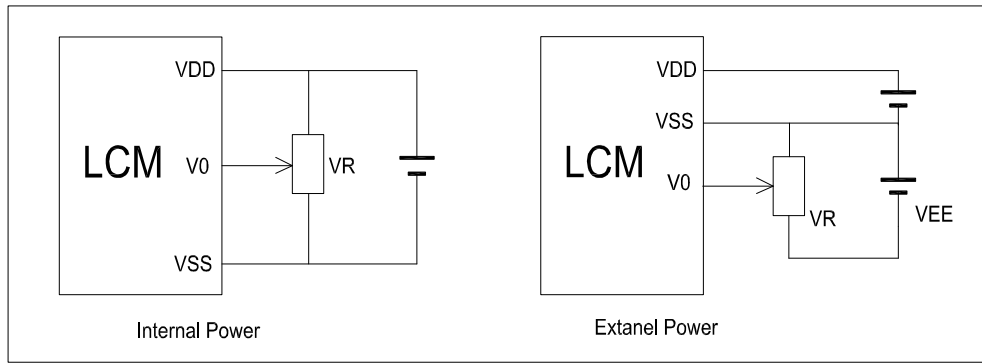 VDD
LCM
V0
VR
VSS
Internal Power
VDD
VSS
LCM
V0
VR
VEE
Extanel Power